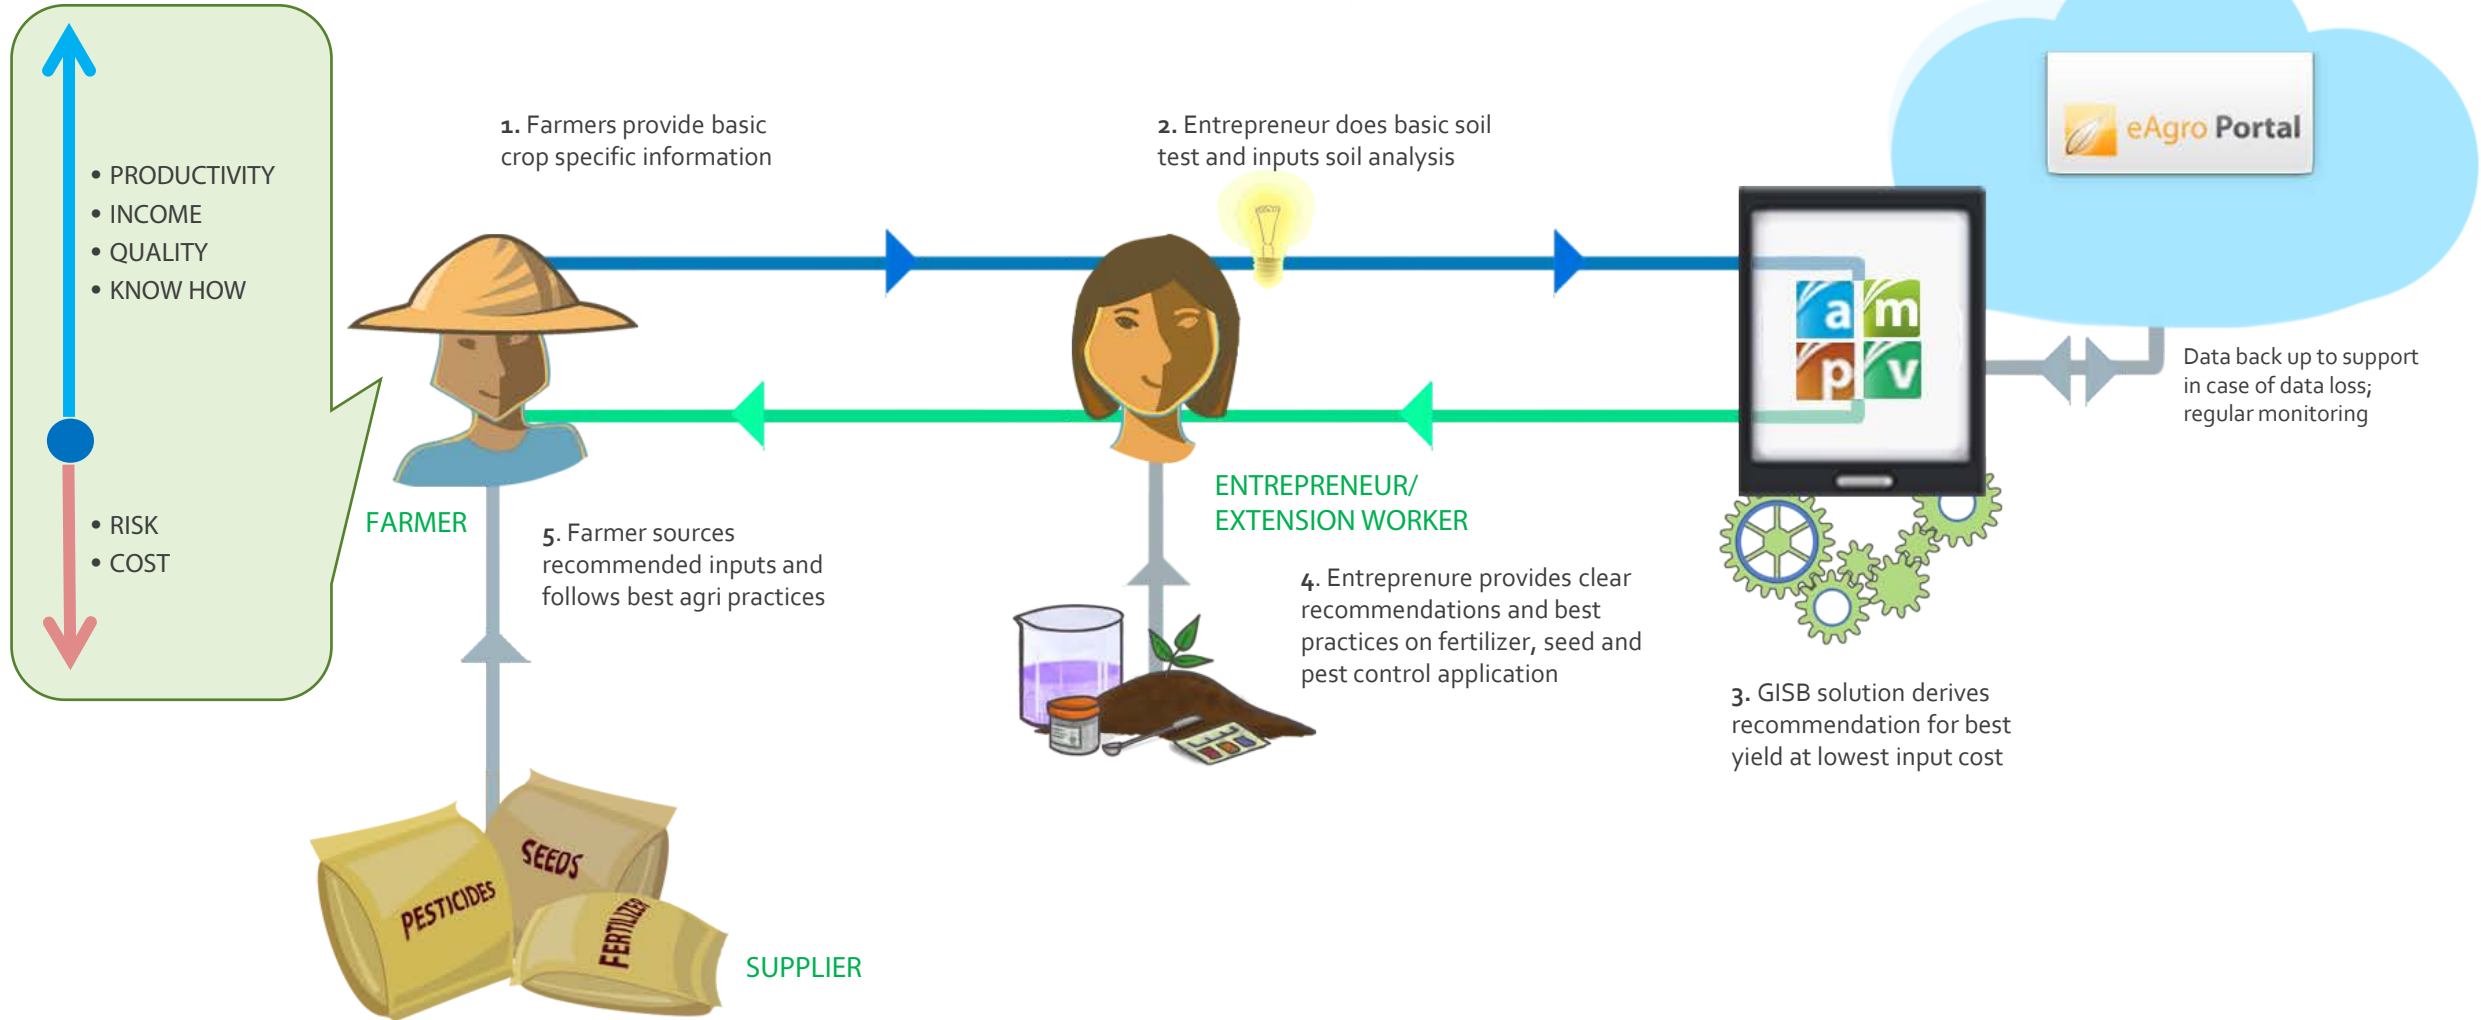 • PRODUCTIVITY
• INCOME
• QUALITY
• KNOW HOW
• RISK
• COST
1. Farmers provide basic
crop specific information
2. Entrepreneur does basic soil
test and inputs soil analysis
eAgro Portal
a m
p v
Data back up to support
in case of data loss;
regular monitoring
FARMER
5. Farmer sources
recommended inputs and
follows best agri practices
ENTREPRENEUR/
EXTENSION WORKER
4. Entreprenure provides clear
recommendations and best
practices on fertilizer, seed and
pest control application
3. GISB solution derives
recommendation for best
yield at lowest input cost
SEEDS
PESTICIDES
FERTILIZER
SUPPLIER